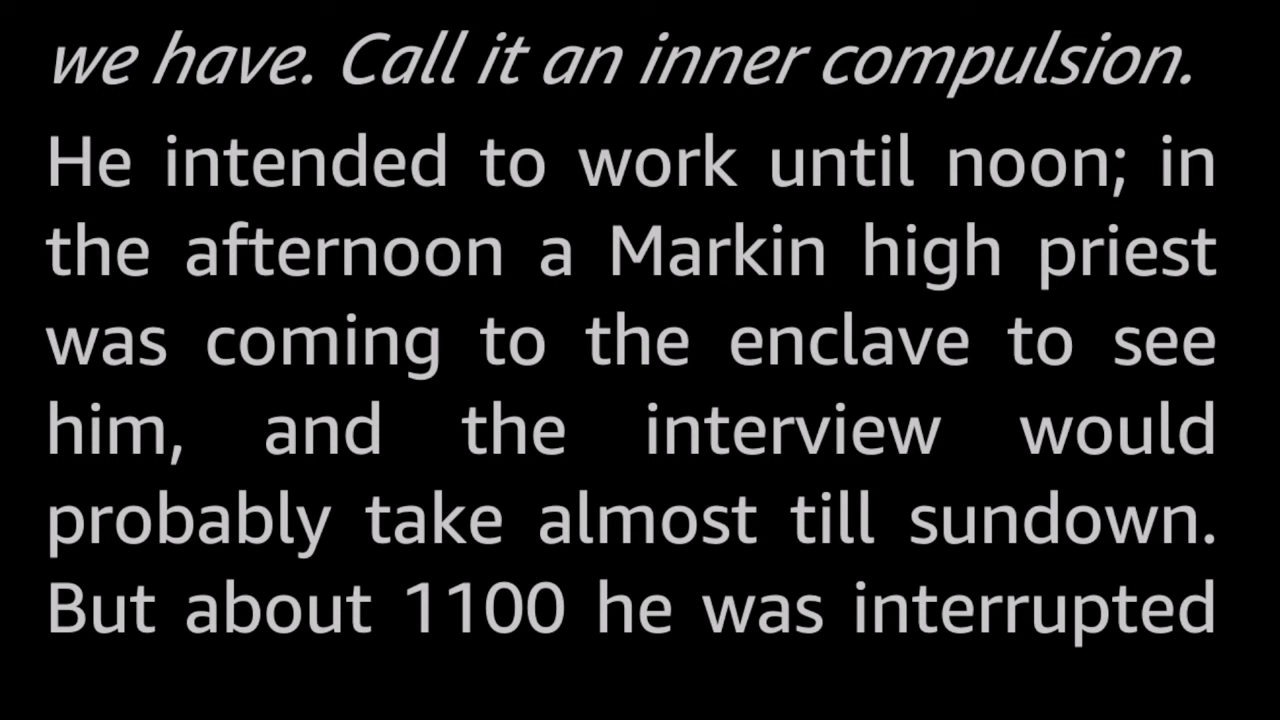 we have. Call it an inner compulsion.
He intended to work until noon; in
the afternoon a Markin high priest
was coming to the enclave to see
him, and the interview would
probably take almost till sundown.
But about 1100 he was interrupted